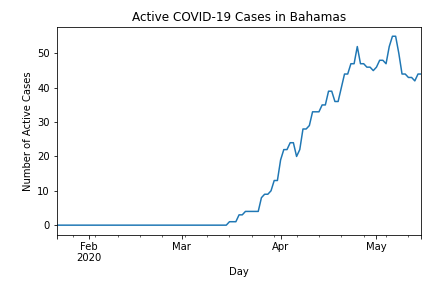 Active COVID-19 Cases in Bahamas
Number of Active Cases
50
40
30
20
10
0
Feb
2020
Mar
Apr
May
Day